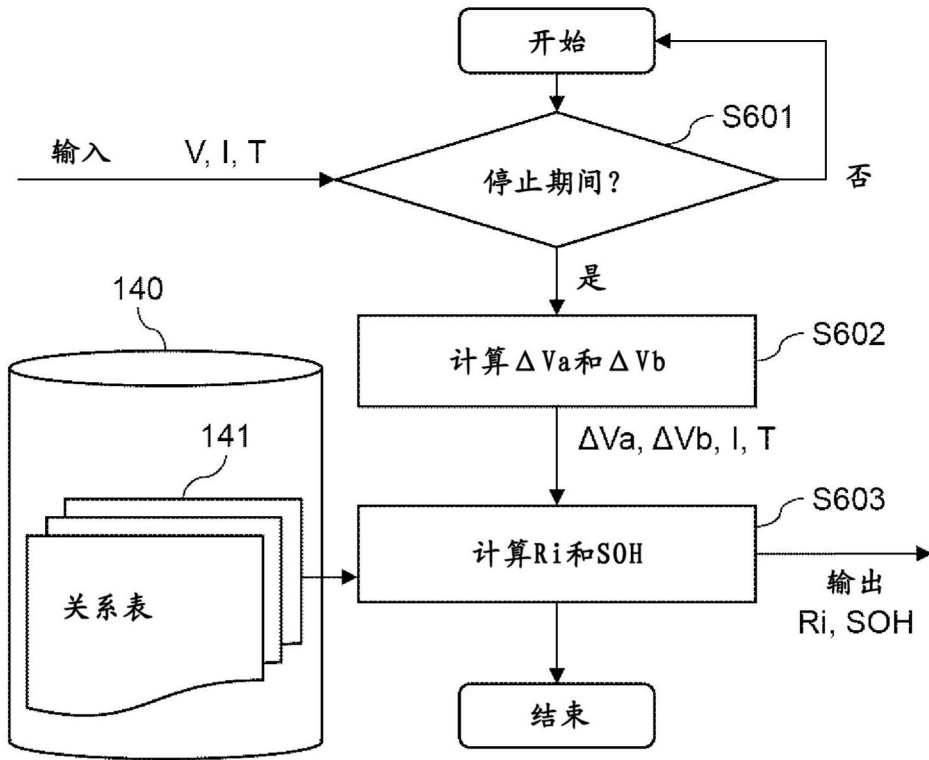 开始
S601
输入 V, I, T
停止期间？
否
是
140
S602
计算ΔVa和ΔVb
141
ΔVa, ΔVb, I, T
S603
计算Ri和SOH
关系表
输出
Ri, SOH
结束